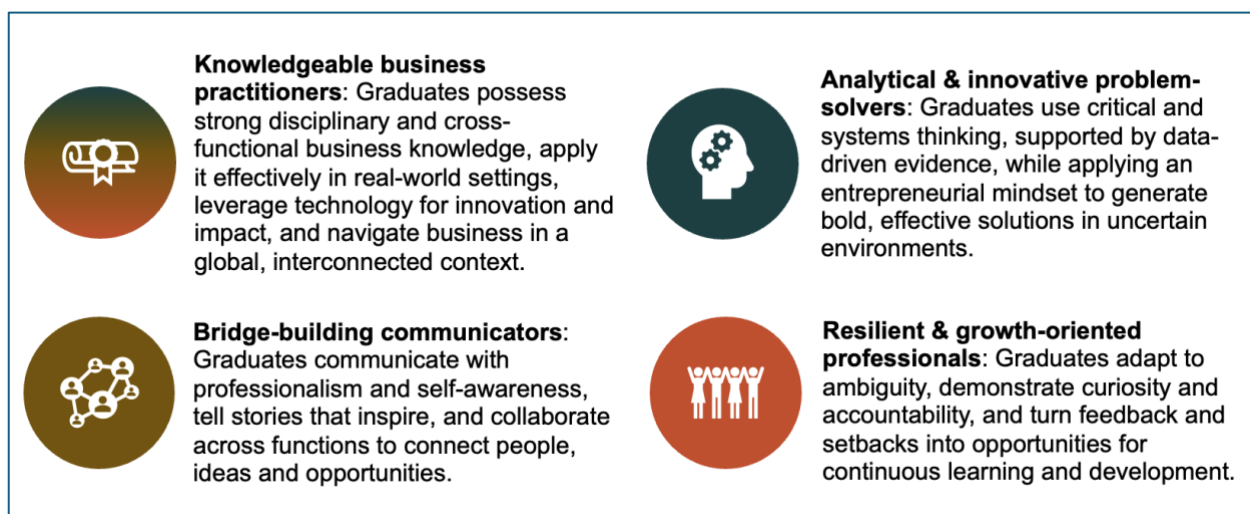 Knowledgeable business
practitioners: Graduates possess
strong disciplinary and cross-
functional business knowledge, apply
it effectively in real-world settings,
leverage technology for innovation and
impact, and navigate business in a
global, interconnected context.
Analytical & innovative problem-
solvers: Graduates use critical and
systems thinking, supported by data-
driven evidence, while applying an
entrepreneurial mindset to generate
bold, effective solutions in uncertain
environments.
Bridge-building communicators:
Graduates communicate with
professionalism and self-awareness,
tell stories that inspire, and collaborate
across functions to connect people,
ideas and opportunities.
Resilient & growth-oriented
professionals: Graduates adapt to
ambiguity, demonstrate curiosity and
accountability, and turn feedback and
setbacks into opportunities for
continuous learning and development.